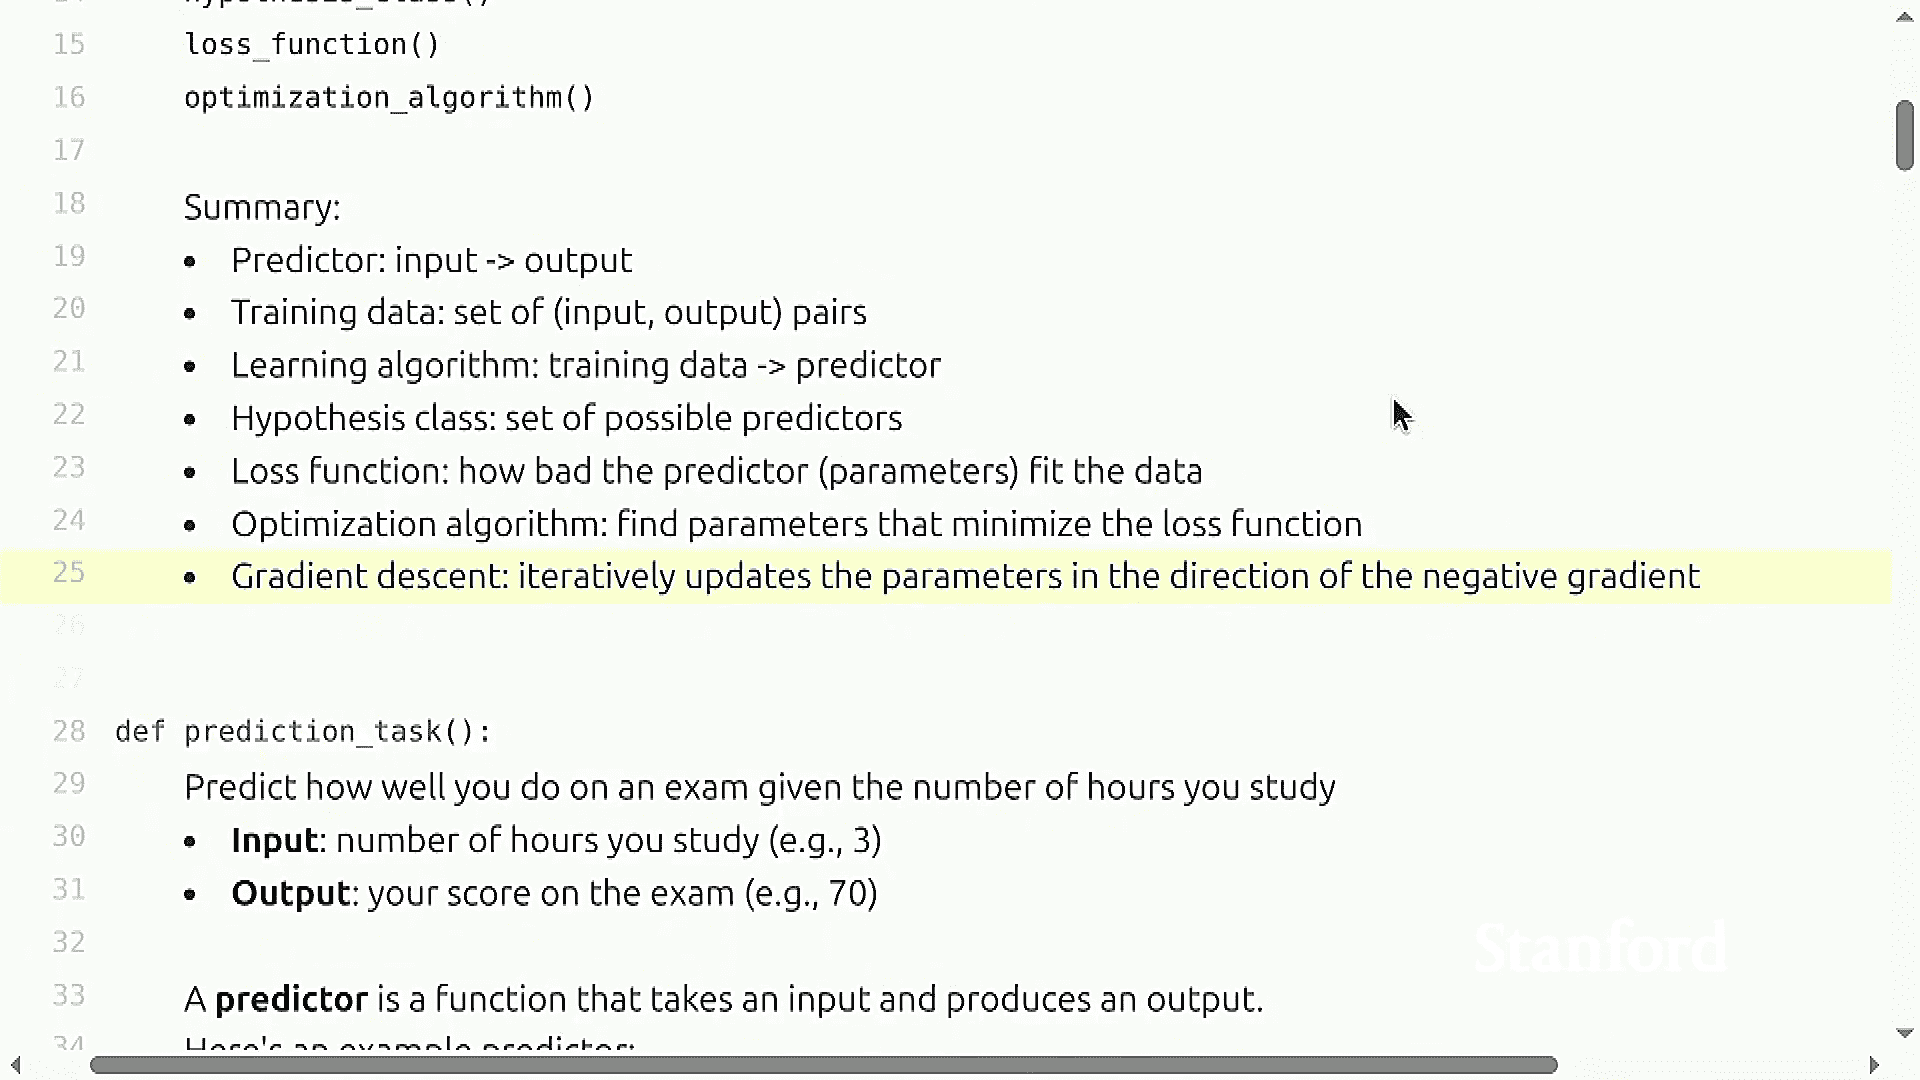 15 loss_function()
16 optimization_algorithm()
17
18 Summary:
19 • Predictor: input -> output
20 • Training data: set of (input, output) pairs
21 • Learning algorithm: training data -> predictor
22 • Hypothesis class: set of possible predictors
23 • Loss function: how bad the predictor (parameters) fit the data
24 • Optimization algorithm: find parameters that minimize the loss function
25 • Gradient descent: iteratively updates the parameters in the direction of the negative gradient
26
27
28 def prediction_task():
29 Predict how well you do on an exam given the number of hours you study
30 • Input: number of hours you study (e.g., 3)
31 • Output: your score on the exam (e.g., 70)
32
Stanford
33 A predictor is a function that takes an input and produces an output.
34 Here's an example predictor: